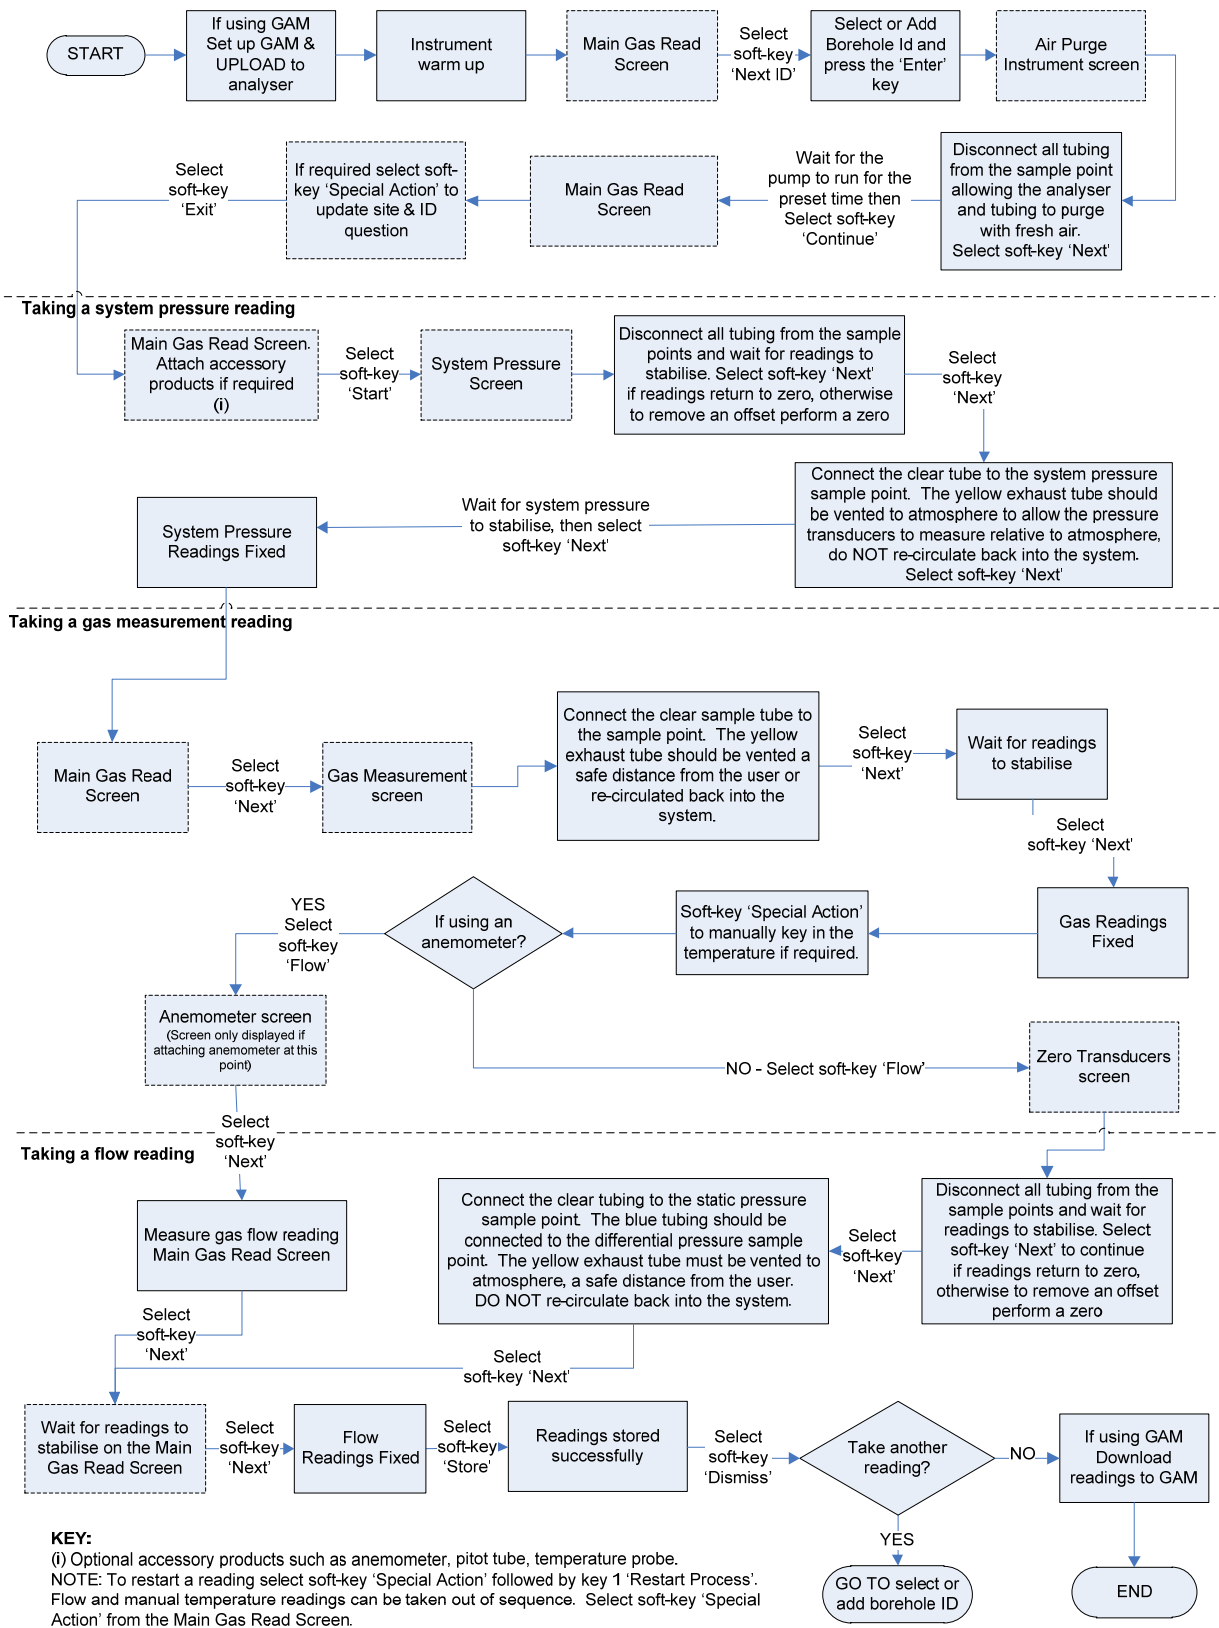 START
If using GAM
Set up GAM &
UPLOAD to
analyser
Instrument
warm up
Main Gas Read
Screen
Select
soft-key
‘Next ID’
Select or Add
Borehole Id and
press the ‘Enter’
key
Air Purge
Instrument screen
Disconnect all tubing
from the sample point
allowing the analyser
and tubing to purge
with fresh air.
Select soft-key ‘Next’
Wait for the
pump to run for the
preset time then
Select soft-key
‘Continue’
Main Gas Read
Screen
If required select soft-
key ‘Special Action’ to
update site & ID
question
Select
soft-key
‘Exit’
Taking a system pressure reading
Main Gas Read Screen.
Attach accessory
products if required
(i)
Select
soft-key
‘Start’
System Pressure
Screen
Disconnect all tubing from the sample
points and wait for readings to
stabilise. Select soft-key ‘Next’
if readings return to zero, otherwise
to remove an offset perform a zero
Select
soft-key
‘Next’
Connect the clear tube to the system pressure
sample point. The yellow exhaust tube should
be vented to atmosphere to allow the pressure
transducers to measure relative to atmosphere,
do NOT re-circulate back into the system.
Select soft-key ‘Next’
Wait for system pressure
to stabilise, then select
soft-key ‘Next’
System Pressure
Readings Fixed
Taking a gas measurement reading
Main Gas Read
Screen
Select
soft-key
‘Next’
Gas Measurement
screen
Connect the clear sample tube to
the sample point. The yellow
exhaust tube should be vented a
safe distance from the user or
re-circulated back into the
system.
Select
soft-key
‘Next’
Wait for readings
to stabilise
Select
soft-key ‘Next’
Gas Readings
Fixed
Soft-key ‘Special Action’
to manually key in the
temperature if required.
If using an
anemometer?
YES
Select
soft-key
‘Flow’
Anemometer screen
(Screen only displayed if
attaching anemometer at this
point)
NO - Select soft-key ‘Flow’
Zero Transducers
screen
Select
soft-key
‘Next’
Taking a flow reading
Measure gas flow reading
Main Gas Read Screen
Connect the clear tubing to the static pressure
sample point. The blue tubing should be
connected to the differential pressure sample
point. The yellow exhaust tube must be vented to
atmosphere, a safe distance from the user.
DO NOT re-circulate back into the system.
Select
soft-key
‘Next’
Disconnect all tubing from the
sample points and wait for
readings to stabilise. Select
soft-key ‘Next’ to continue
if readings return to zero,
otherwise to remove an offset
perform a zero
Select
soft-key
‘Next’
Select
soft-key ‘Next’
Wait for readings to
stabilise on the Main
Gas Read Screen
Select
soft-key
‘Next’
Flow
Readings Fixed
Select
soft-key
‘Store’
Readings stored
successfully
Select
soft-key
‘Dismiss’
Take another
reading?
NO
If using GAM
Download
readings to GAM
YES
GO TO select or
add borehole ID
END
KEY:
(i) Optional accessory products such as anemometer, pitot tube, temperature probe.
NOTE: To restart a reading select soft-key ‘Special Action’ followed by key 1 ‘Restart Process’.
Flow and manual temperature readings can be taken out of sequence. Select soft-key ‘Special
Action’ from the Main Gas Read Screen.